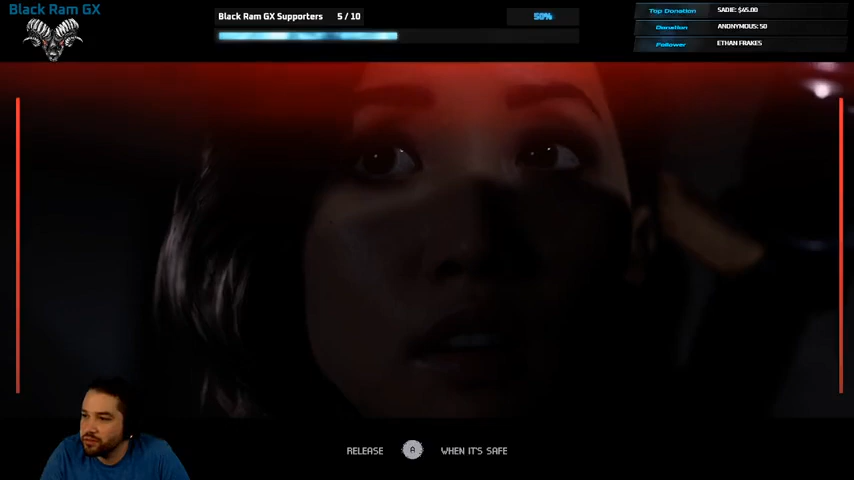 Black Ram GX
Black Ram GX Supporters 5 / 10
50%
Top Donation SADIE: $45.00
Donation ANONYMOUS: 50
Follower ETHAN FRAKES
RELEASE A WHEN IT'S SAFE